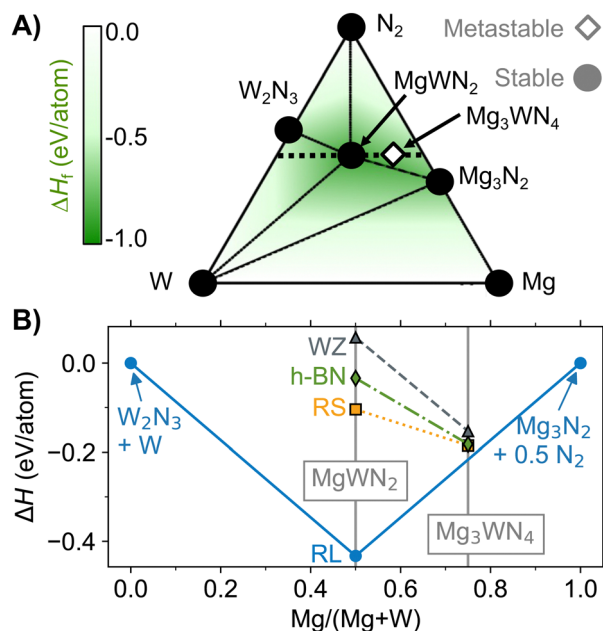 A)
0.0
-0.5
-1.0
ΔH_f (eV/atom)
N₂
Metastable
Stable
W₂N₃
MgWN₂
Mg₃WN₄
Mg₃N₂
W
Mg
B)
0.0
−0.2
−0.4
ΔH (eV/atom)
WZ
h-BN
RS
RL
W₂N₃
+ W
MgWN₂
Mg₃N₂
+ 0.5 N₂
Mg₃WN₄
0.0 0.2 0.4 0.6 0.8 1.0
Mg/(Mg+W)